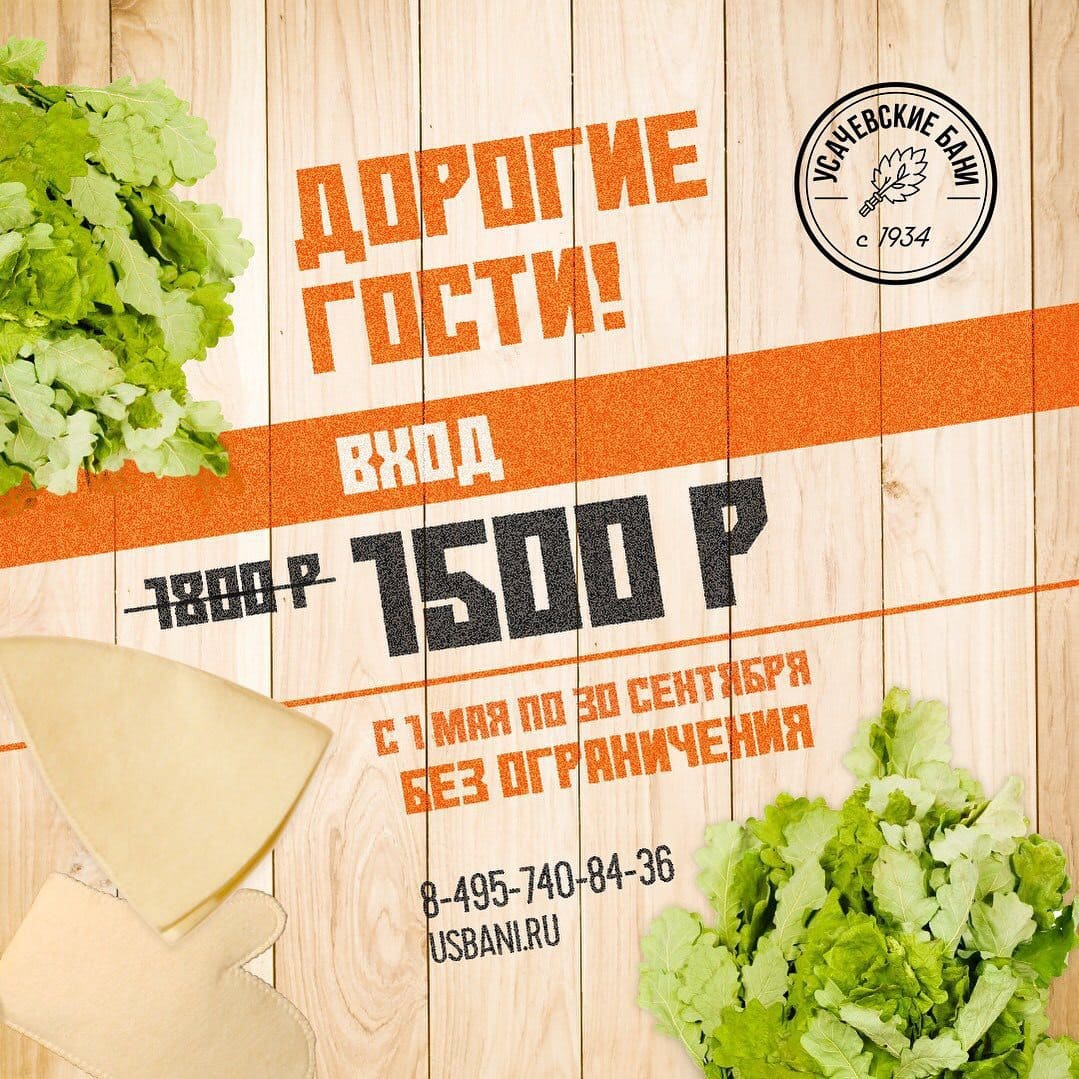 ДОРОГИЕ
ГОСТИ!
УСАЧЕВСКИЕ БАНИ
с 1934
ВХОД
1800 Р
1500 Р
С 1 МАЯ ПО 30 СЕНТЯБРЯ
БЕЗ ОГРАНИЧЕНИЯ
8-495-740-84-36
USBANI.RU